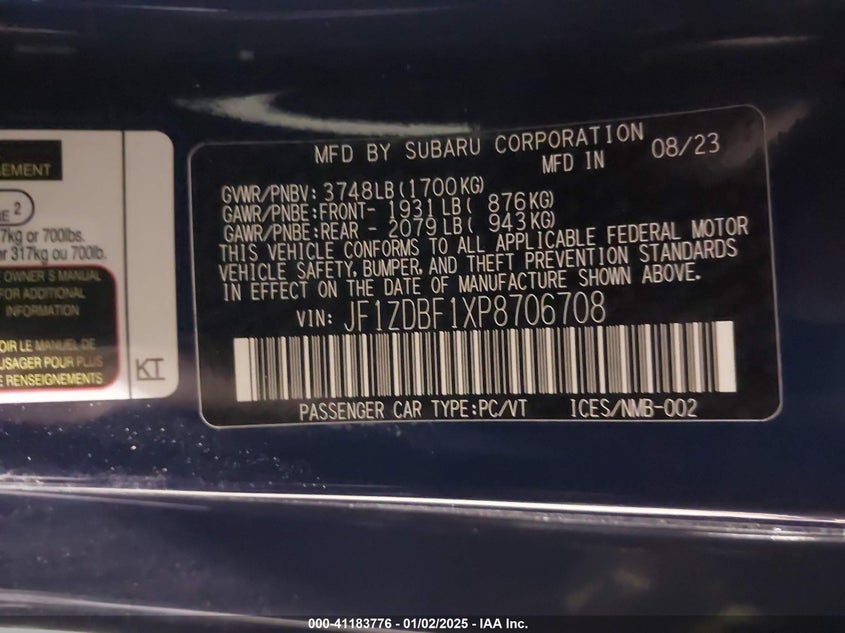 EMENT
E 2
7kg or 700lbs.
er 317kg ou 700lb.
OWNER'S MANUAL
FOR ADDITIONAL
INFORMATION
OIR LE MANUEL DE
USAGER POUR PLUS
E RENSEIGNEMENTS
KT
MFD BY SUBARU CORPORATION
MFD IN 08/23
GVWR/PNBV: 3748LB(1700KG)
GAWR/PNBE:FRONT- 1931LB( 876KG)
GAWR/PNBE:REAR - 2079LB( 943KG)
THIS VEHICLE CONFORMS TO ALL APPLICABLE FEDERAL MOTOR
VEHICLE SAFETY, BUMPER, AND THEFT PREVENTION STANDARDS
IN EFFECT ON THE DATE OF MANUFACTURE SHOWN ABOVE.
VIN: JF1ZDBF1XP8706708
PASSENGER CAR TYPE:PC/VT ICES/NMB-002
000-41183776 - 01/02/2025 - IAA Inc.